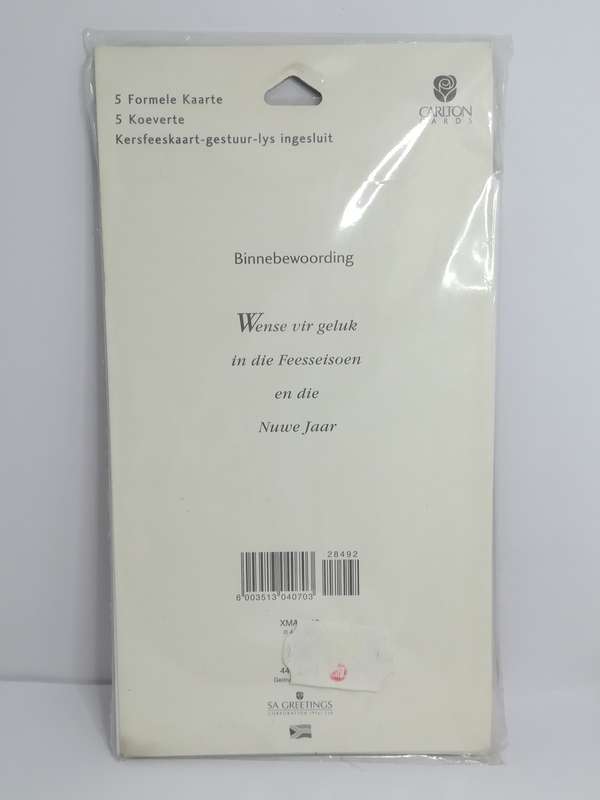 5 Formele Kaarte
5 Koeverte
Kersfeeskaart-gestuur-lys ingesluit
CARLTON
CARDS
Binnebewoording
Wense vir geluk
in die Feesseisoen
en die
Nuwe Jaar
28492
6 003513 040703
SA GREETINGS